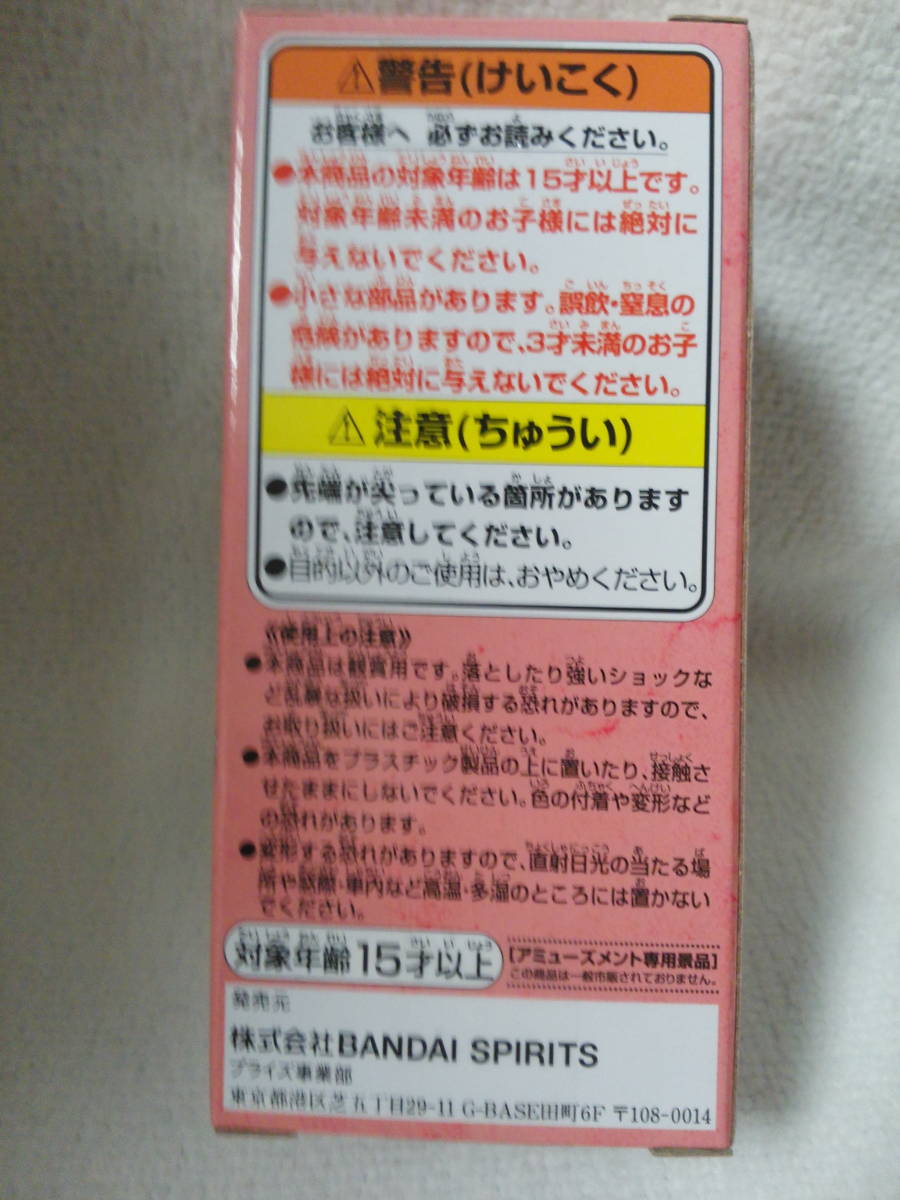 ⚠警告(けいこく)
お客様へ 必ずお読みください。
●本商品の対象年齢は15才以上です。
対象年齢未満のお子様には絶対に
与えないでください。
●小さな部品があります。誤飲・窒息の
危険がありますので、3才未満のお子
様には絶対に与えないでください。
⚠注意(ちゅうい)
●先端が尖っている箇所があります
ので、注意してください。
●目的以外のご使用は、おやめください。
《使用上の注意》
●本商品は観賞用です。落としたり強いショックな
ど乱暴な扱いにより破損する恐れがありますので、
お取り扱いにはご注意ください。
●本商品をプラスチック製品の上に置いたり、接触さ
せたままにしないでください。色の付着や変形など
の恐れがあります。
●変形する恐れがありますので、直射日光の当たる場
所や窓際・車内など高温・多湿のところには置かない
でください。
対象年齢15才以上
[アミューズメント専用景品]
この商品は一般市販されておりません。
発売元
株式会社BANDAI SPIRITS
プライズ事業部
東京都港区芝五丁目29-11 G-BASE田町6F 〒108-0014